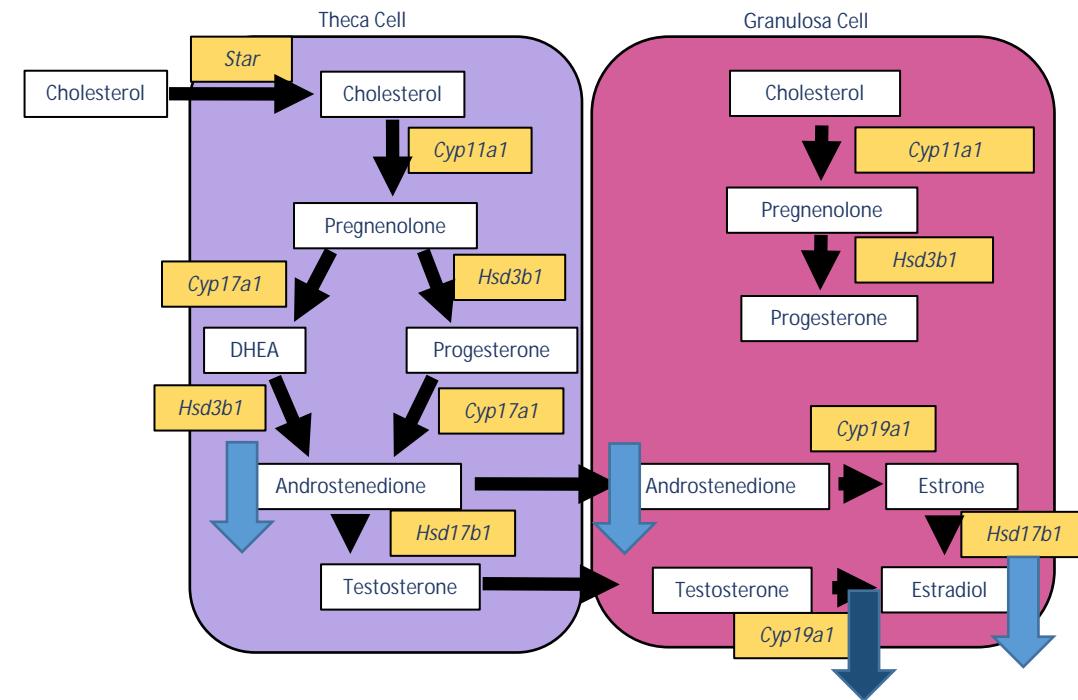 Theca Cell
Granulosa Cell
Star
Cholesterol
Cholesterol
Cholesterol
Cyp11a1
Cyp11a1
Pregnenolone
Pregnenolone
Cyp17a1
Hsd3b1
Hsd3b1
Progesterone
DHEA
Progesterone
Hsd3b1
Cyp17a1
Cyp19a1
Androstenedione
Androstenedione
Estrone
Hsd17b1
Hsd17b1
Testosterone
Testosterone
Estradiol
Cyp19a1